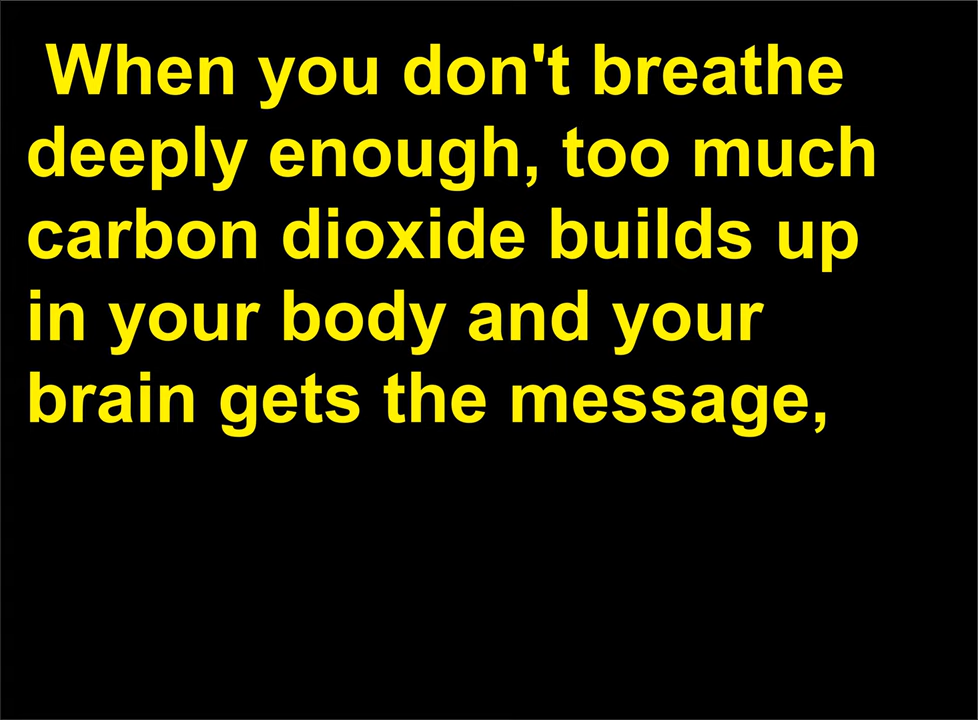 When you don't breathe
deeply enough, too much
carbon dioxide builds up
in your body and your
brain gets the message,